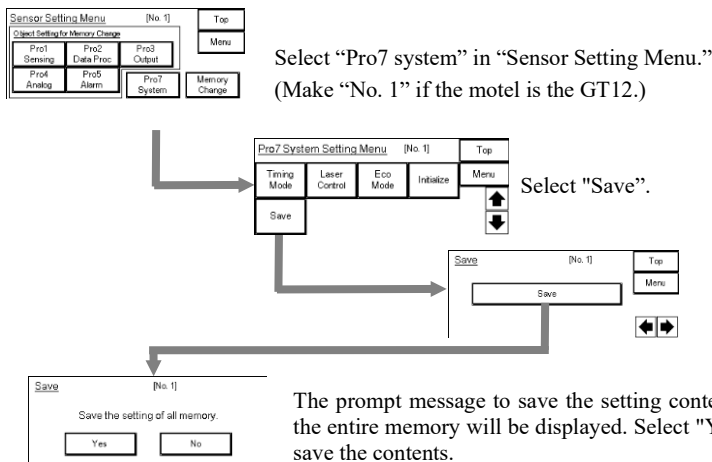 Sensor Setting Menu [No. 1] Top
Menu
Object Setting for Memory Change
Pro1 Sensing
Pro2 Data Proc
Pro3 Output
Pro4 Analog
Pro5 Alarm
Pro7 System
Memory Change
Select “Pro7 system” in “Sensor Setting Menu.”
(Make “No. 1” if the motel is the GT12.)
Pro7 System Setting Menu [No. 1] Top
Timing Mode
Laser Control
Eco Mode
Initialize
Menu
Save
Select "Save”.
Save [No. 1] Top
Menu
Save
Save [No. 1]
Save the setting of all memory.
Yes No
The prompt message to save the setting conte
the entire memory will be displayed. Select "Y
save the contents.